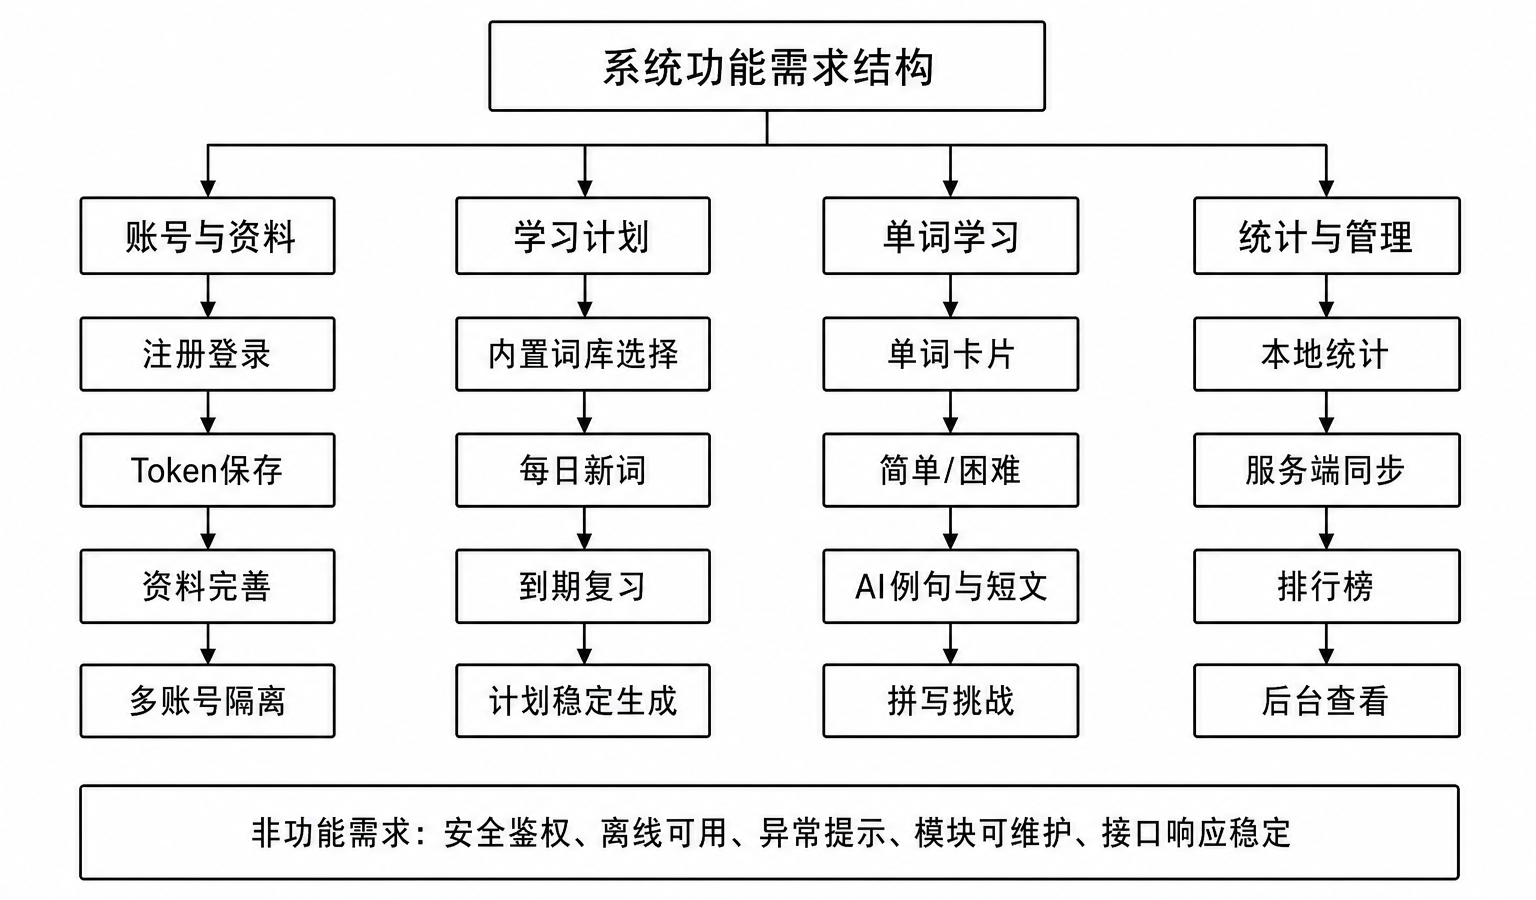 系统功能需求结构
账号与资料
注册登录
Token保存
资料完善
多账号隔离
学习计划
内置词库选择
每日新词
到期复习
计划稳定生成
单词学习
单词卡片
简单/困难
AI例句与短文
拼写挑战
统计与管理
本地统计
服务端同步
排行榜
后台查看
非功能需求：安全鉴权、离线可用、异常提示、模块可维护、接口响应稳定